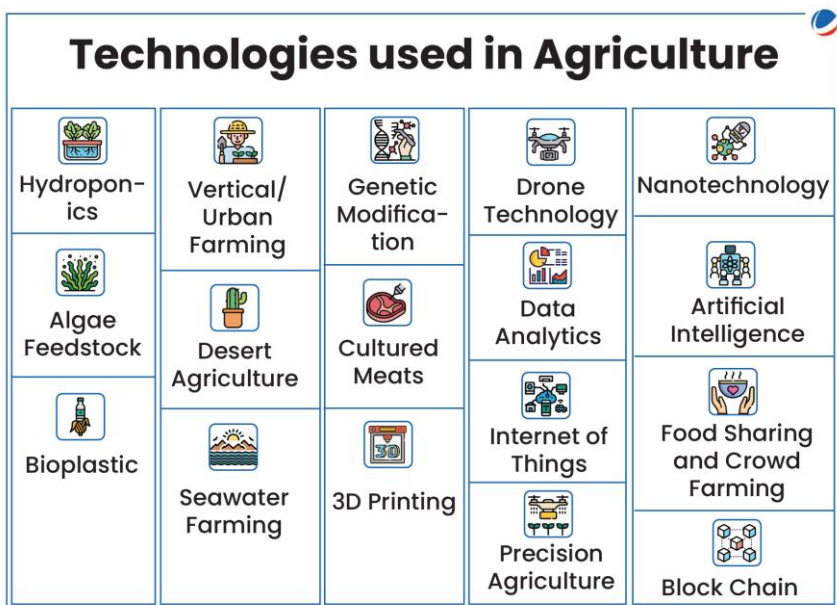 Technologies used in Agriculture
Hydropon-
ics
Algae
Feedstock
Bioplastic
Vertical/
Urban
Farming
Desert
Agriculture
Seawater
Farming
Genetic
Modifica-
tion
Cultured
Meats
3D
3D Printing
Drone
Technology
Data
Analytics
Internet of
Things
Precision
Agriculture
Nanotechnology
Artificial
Intelligence
Food Sharing
and Crowd
Farming
Block Chain